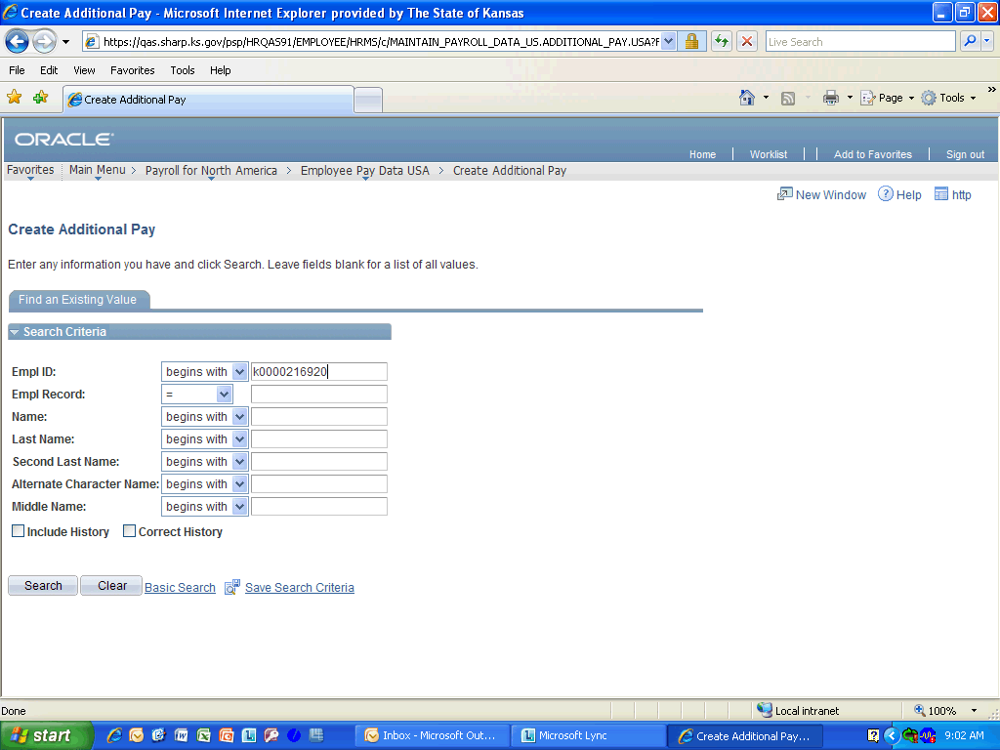 Create Additional Pay - Microsoft Internet Explorer provided by The State of Kansas
https://qas.sharp.ks.gov/psp/HRQAS91/EMPLOYEE/HRMS/c/MAINTAIN_PAYROLL_DATA_US.ADDITIONAL_PAY.USA?F Live Search
File Edit View Favorites Tools Help
Create Additional Pay Page Tools »
ORACLE
Home Worklist Add to Favorites Sign out
Favorites Main Menu > Payroll for North America > Employee Pay Data USA > Create Additional Pay
New Window ? Help http
Create Additional Pay
Enter any information you have and click Search. Leave fields blank for a list of all values.
Find an Existing Value
Search Criteria
Empl ID: begins with k0000216920
Empl Record: =
Name: begins with
Last Name: begins with
Second Last Name: begins with
Alternate Character Name: begins with
Middle Name: begins with
Include History Correct History
Search Clear Basic Search Save Search Criteria
Done Local intranet 100%
start Inbox - Microsoft Out... Microsoft Lync Create Additional Pay... 9:02 AM